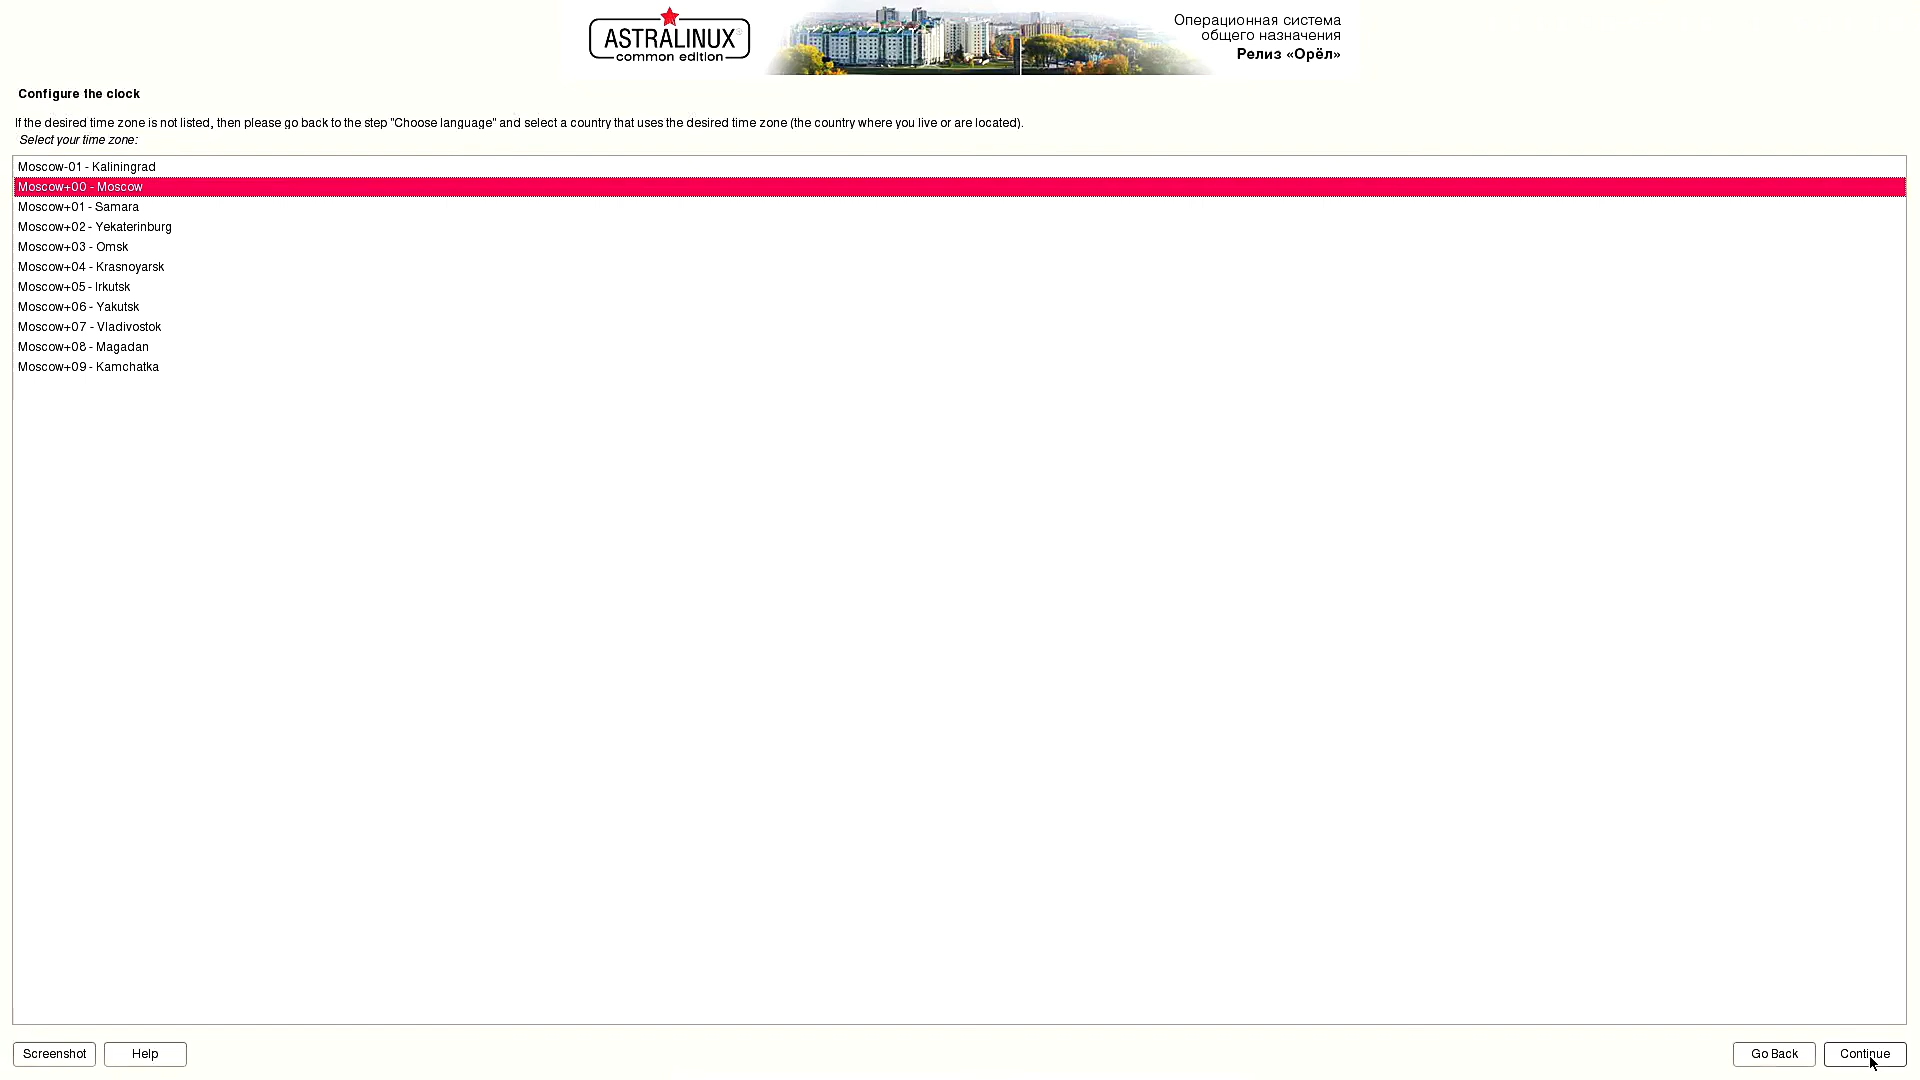 ASTRALINUX
common edition
Операционная система
общего назначения
Релиз «Орёл»
Configure the clock
If the desired time zone is not listed, then please go back to the step "Choose language" and select a country that uses the desired time zone (the country where you live or are located).
Select your time zone:
Moscow-01 - Kaliningrad
Moscow+00 - Moscow
Moscow+01 - Samara
Moscow+02 - Yekaterinburg
Moscow+03 - Omsk
Moscow+04 - Krasnoyarsk
Moscow+05 - Irkutsk
Moscow+06 - Yakutsk
Moscow+07 - Vladivostok
Moscow+08 - Magadan
Moscow+09 - Kamchatka
Screenshot Help Go Back Continue